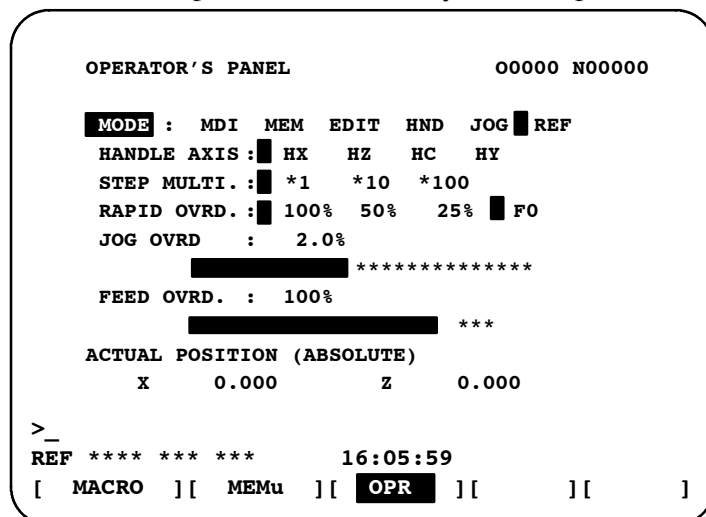 OPERATOR'S PANEL O0000 N00000
MODE : MDI MEM EDIT HND JOG REF
HANDLE AXIS : HX HZ HC HY
STEP MULTI. : *1 *10 *100
RAPID OVRD. : 100% 50% 25% F0
JOG OVRD : 2.0%
**************
FEED OVRD. : 100%
***
ACTUAL POSITION (ABSOLUTE)
X 0.000 Z 0.000
>_
REF **** *** *** 16:05:59
[ MACRO ][ MEMu ][ OPR ][ ][ ]